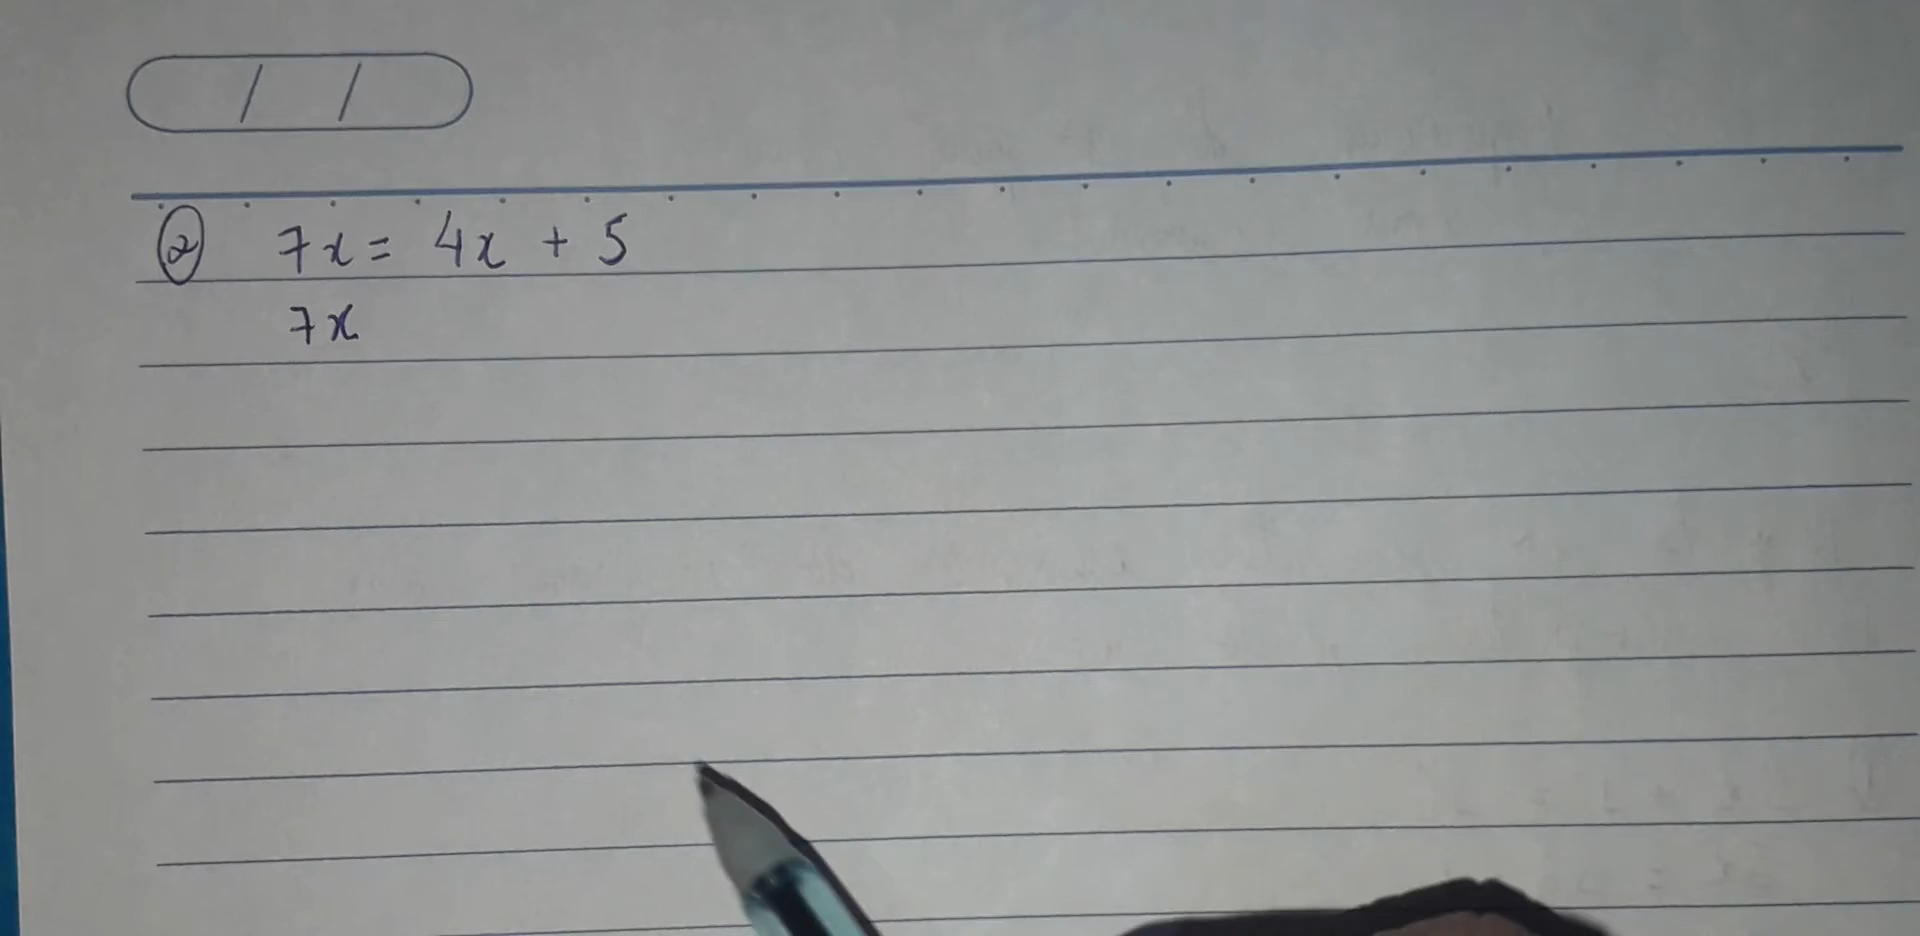 / /
② 7x = 4x + 5
7x